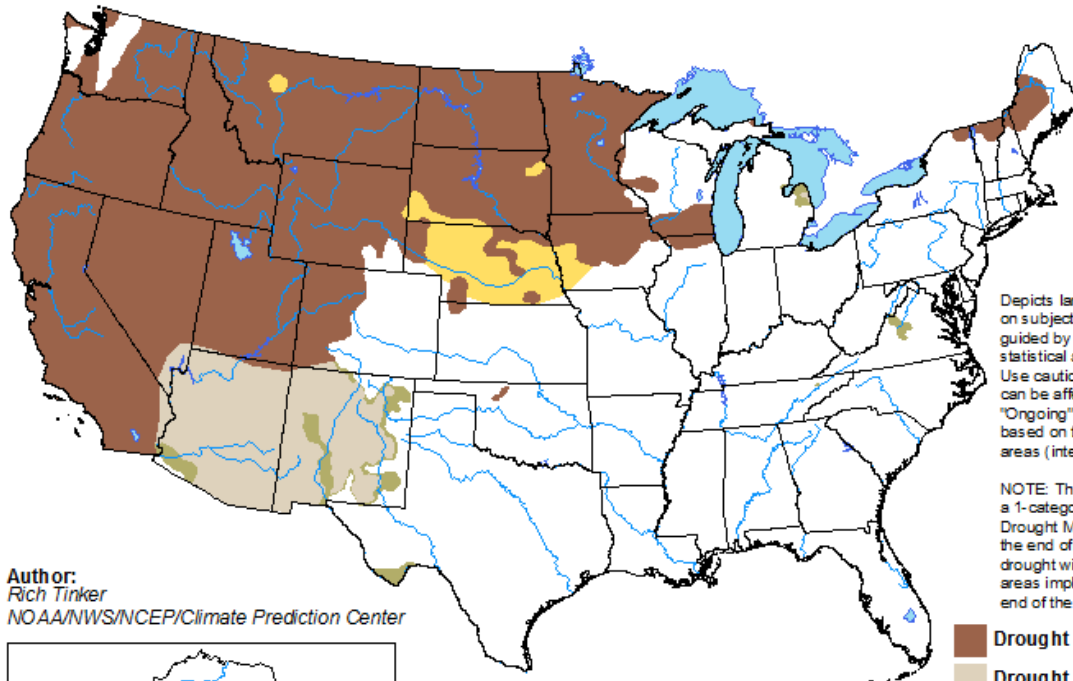 Depicts la
on subject
guided by
statistical a
Use cautio
can be affe
"Ongoing"
based on t
areas (inte
NOTE: Th
a 1-catego
Drought M
the end of
drought wi
areas impl
end of the
Author:
Rich Tinker
NOAA/NWS/NCEP/Climate Prediction Center
Drought
Drought